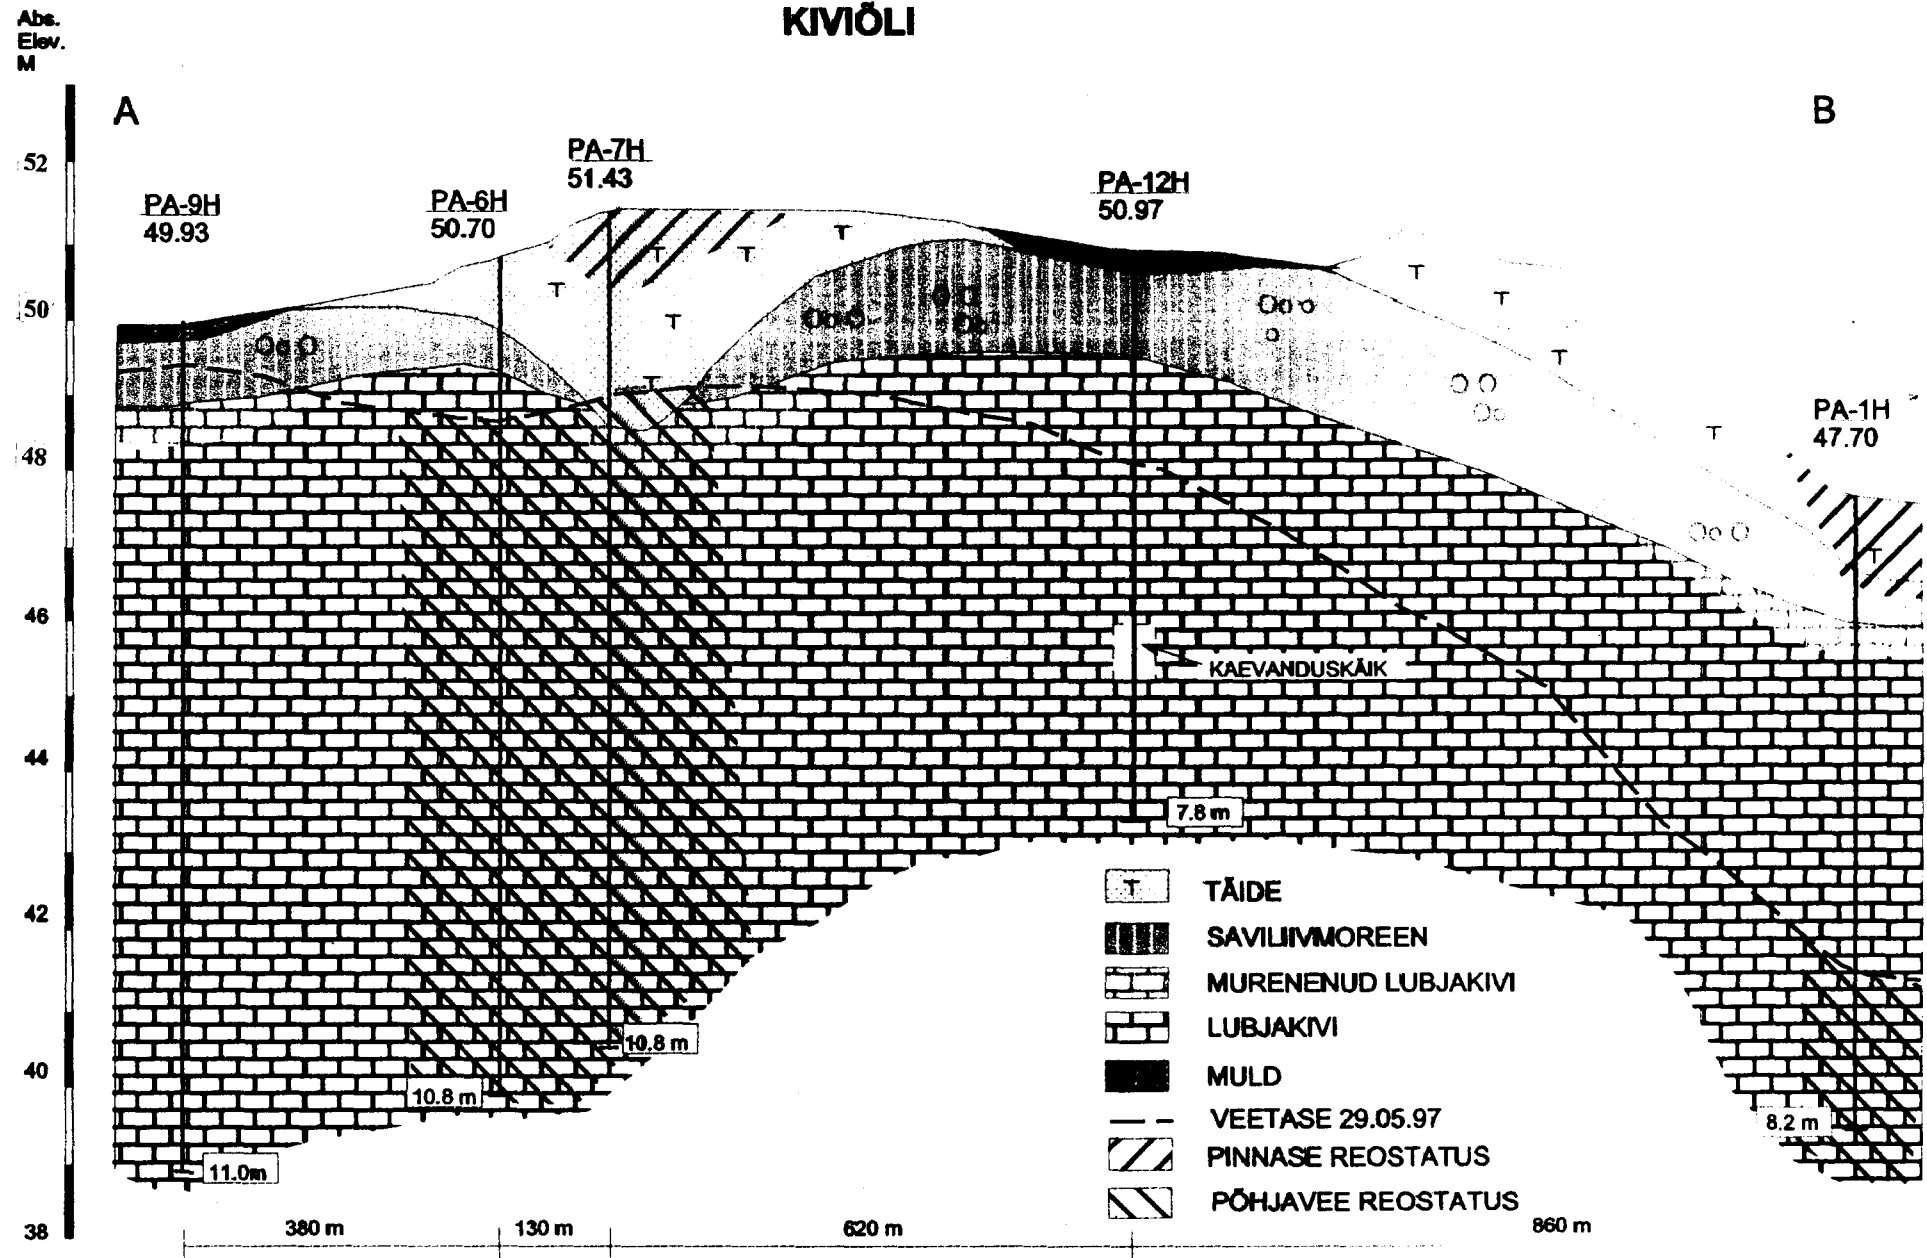 KIVIÕLI
Abs.
Elev.
M
A
B
52
50
48
46
44
42
40
38
PA-9H
49.93
PA-6H
50.70
PA-7H
51.43
PA-12H
50.97
PA-1H
47.70
T
T
T
T
T
T
T
T
T
T
T
T
KAEVANDUSKÄIK
7.8 m
10.8 m
10.8 m
11.0m
8.2 m
T TÄIDE
SAVILIIVMOREEN
MURENENUD LUBJAKIVI
LUBJAKIVI
MULD
VEETASE 29.05.97
PINNASE REOSTATUS
PÕHJAVEE REOSTATUS
380 m
130 m
620 m
860 m